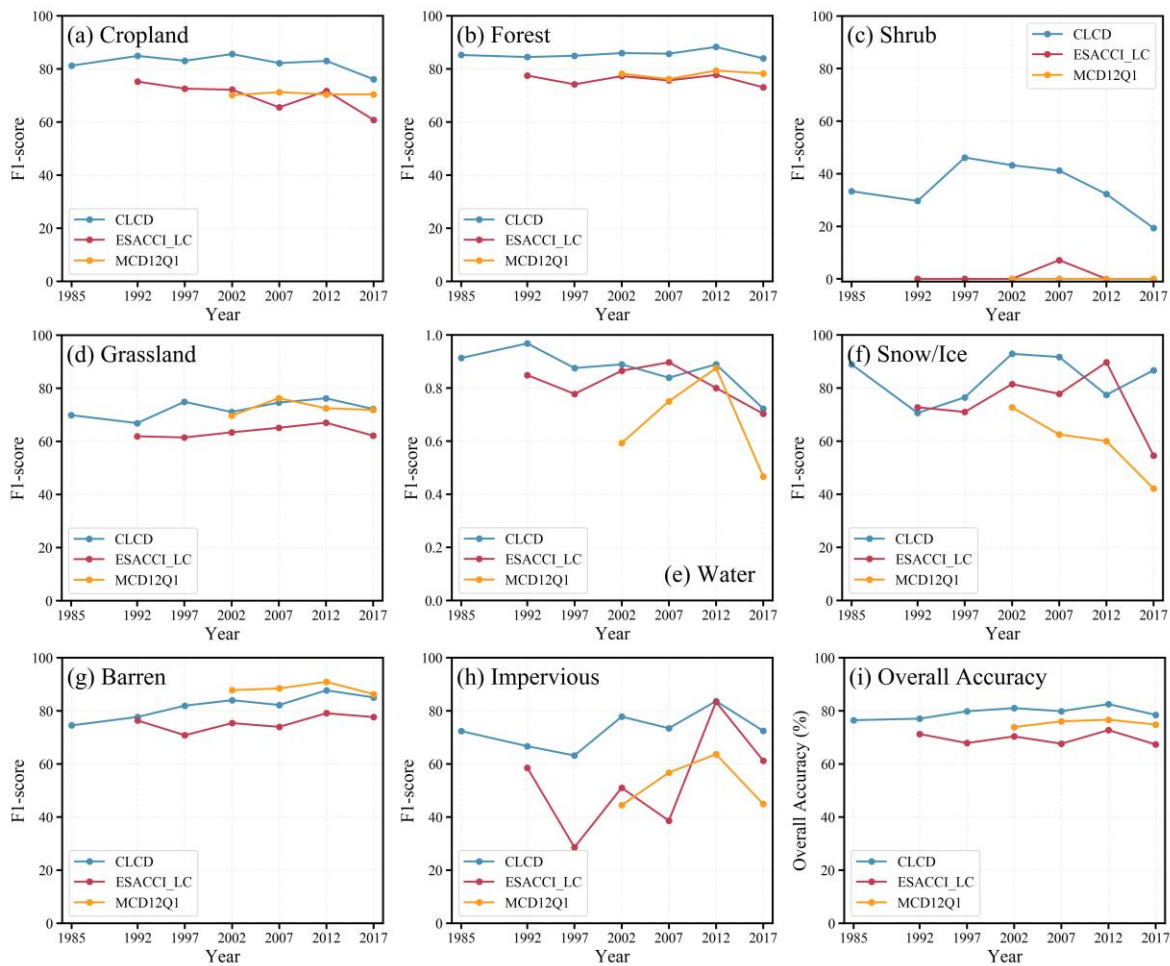 (a) Cropland
F1-score
100
80
60
40
20
0
CLCD
ESACCI_LC
MCD12Q1
1985 1992 1997 2002 2007 2012 2017
Year
(b) Forest
F1-score
100
80
60
40
20
0
CLCD
ESACCI_LC
MCD12Q1
1985 1992 1997 2002 2007 2012 2017
Year
(c) Shrub
F1-score
100
80
60
40
20
0
CLCD
ESACCI_LC
MCD12Q1
1985 1992 1997 2002 2007 2012 2017
Year
(d) Grassland
F1-score
100
80
60
40
20
0
CLCD
ESACCI_LC
MCD12Q1
1985 1992 1997 2002 2007 2012 2017
Year
F1-score
1.0
0.8
0.6
0.4
0.2
0.0
CLCD
ESACCI_LC
MCD12Q1
(e) Water
1985 1992 1997 2002 2007 2012 2017
Year
(f) Snow/Ice
F1-score
100
80
60
40
20
0
CLCD
ESACCI_LC
MCD12Q1
1985 1992 1997 2002 2007 2012 2017
Year
(g) Barren
F1-score
100
80
60
40
20
0
CLCD
ESACCI_LC
MCD12Q1
1985 1992 1997 2002 2007 2012 2017
Year
(h) Impervious
F1-score
100
80
60
40
20
0
CLCD
ESACCI_LC
MCD12Q1
1985 1992 1997 2002 2007 2012 2017
Year
(i) Overall Accuracy
Overall Accuracy (%)
100
80
60
40
20
0
CLCD
ESACCI_LC
MCD12Q1
1985 1992 1997 2002 2007 2012 2017
Year